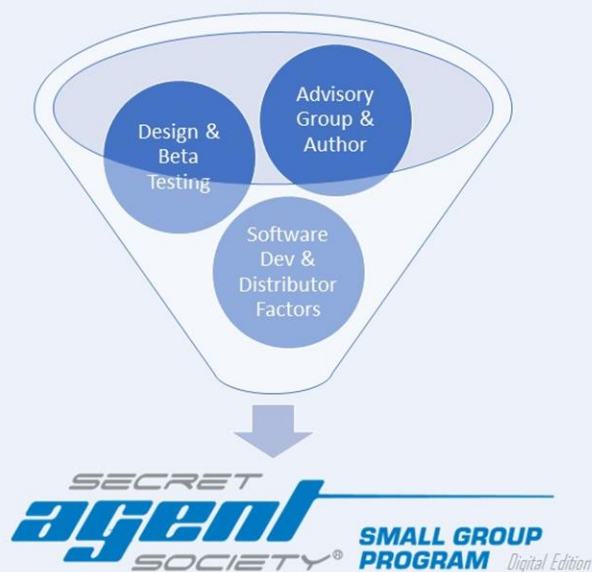 Advisory
Group &
Author
Design &
Beta
Testing
Software
Dev &
Distributor
Factors
SECRET
agent
SOCIETY®
SMALL GROUP
PROGRAM Digital Edition